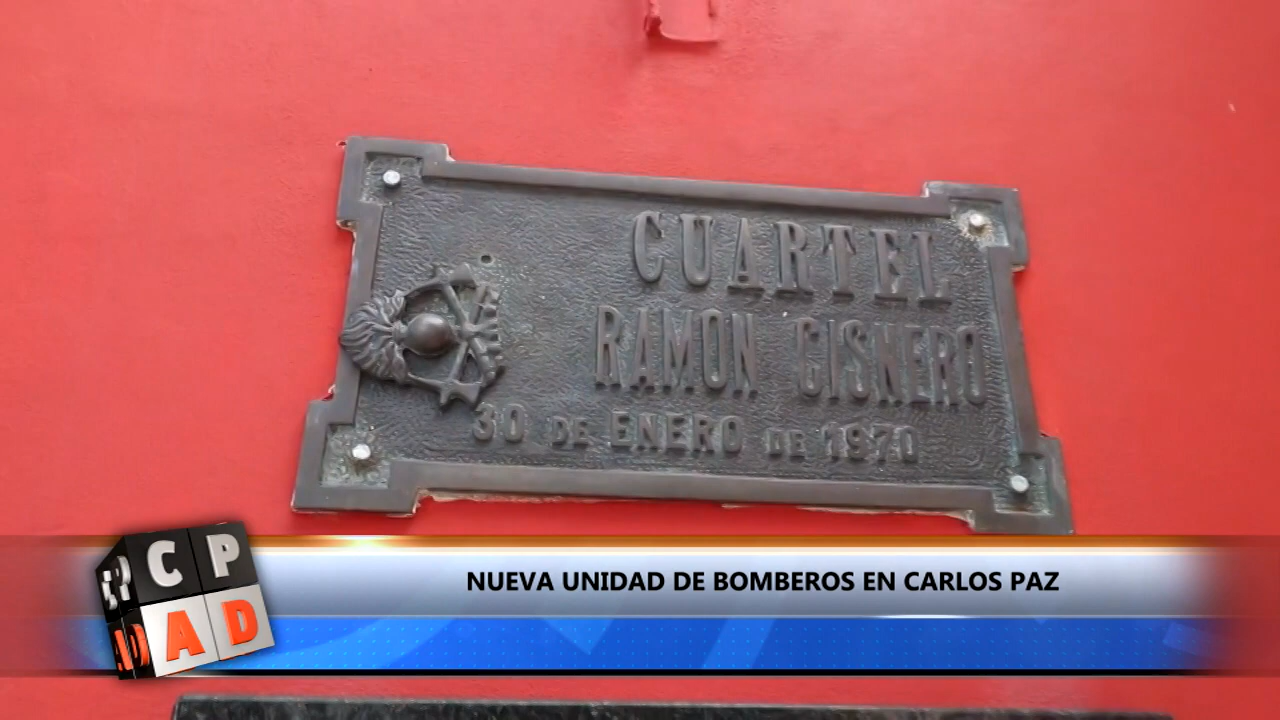 CUARTEL
RAMON CISNERO
30 DE ENERO DE 1970
NUEVA UNIDAD DE BOMBEROS EN CARLOS PAZ
CP
AD